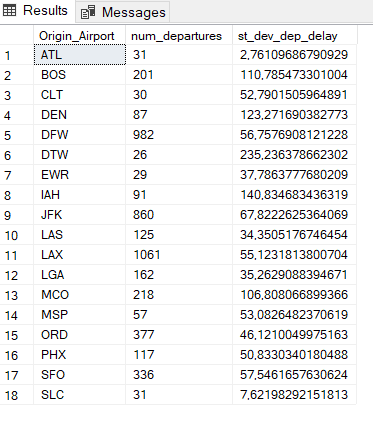 Results Messages
Origin_Airport num_departures st_dev_dep_delay
1 ATL 31 2,76109686790929
2 BOS 201 110,785473301004
3 CLT 30 52,7901505964891
4 DEN 87 123,271690382773
5 DFW 982 56,7576908121228
6 DTW 26 235,236378662302
7 EWR 29 37,7863777680209
8 IAH 91 140,834683436319
9 JFK 860 67,8222625364069
10 LAS 125 34,3505176746454
11 LAX 1061 55,1231813800704
12 LGA 162 35,2629088394671
13 MCO 218 106,808066899366
14 MSP 57 53,0826482370619
15 ORD 377 46,1210049975163
16 PHX 117 50,8330340180488
17 SFO 336 57,5461657630624
18 SLC 31 7,62198292151813